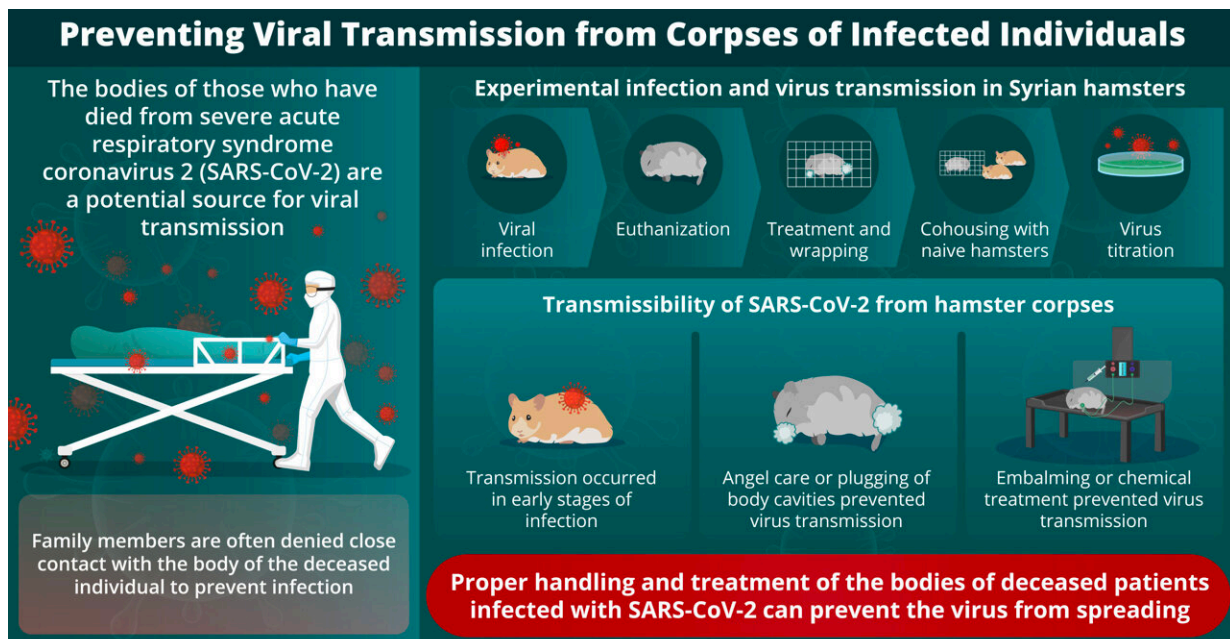 Preventing Viral Transmission from Corpses of Infected Individuals
The bodies of those who have
died from severe acute
respiratory syndrome
coronavirus 2 (SARS-CoV-2) are
a potential source for viral
transmission
Family members are often denied close
contact with the body of the deceased
individual to prevent infection
Experimental infection and virus transmission in Syrian hamsters
Viral
infection
Euthanization
Treatment and
wrapping
Cohousing with
naive hamsters
Virus
titration
Transmissibility of SARS-CoV-2 from hamster corpses
Transmission occurred
in early stages of
infection
Angel care or plugging of
body cavities prevented
virus transmission
Embalming or chemical
treatment prevented virus
transmission
Proper handling and treatment of the bodies of deceased patients
infected with SARS-CoV-2 can prevent the virus from spreading